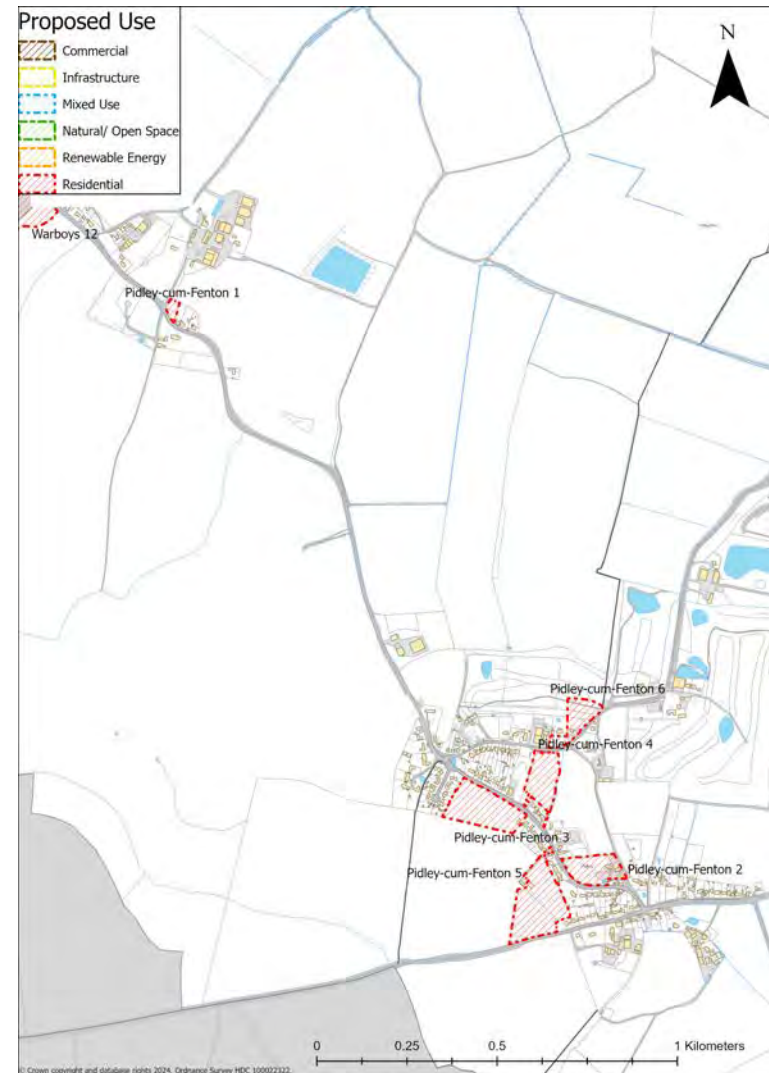 Proposed Use
Commercial
Infrastructure
Mixed Use
Natural/ Open Space
Renewable Energy
Residential
N
Warboys 12
Pidley-cum-Fenton 1
Pidley-cum-Fenton 6
Pidley-cum-Fenton 4
Pidley-cum-Fenton 3
Pidley-cum-Fenton 5
Pidley-cum-Fenton 2
0 0.25 0.5 1 Kilometers
© Crown copyright and database rights 2024. Ordnance Survey HDC 100022322